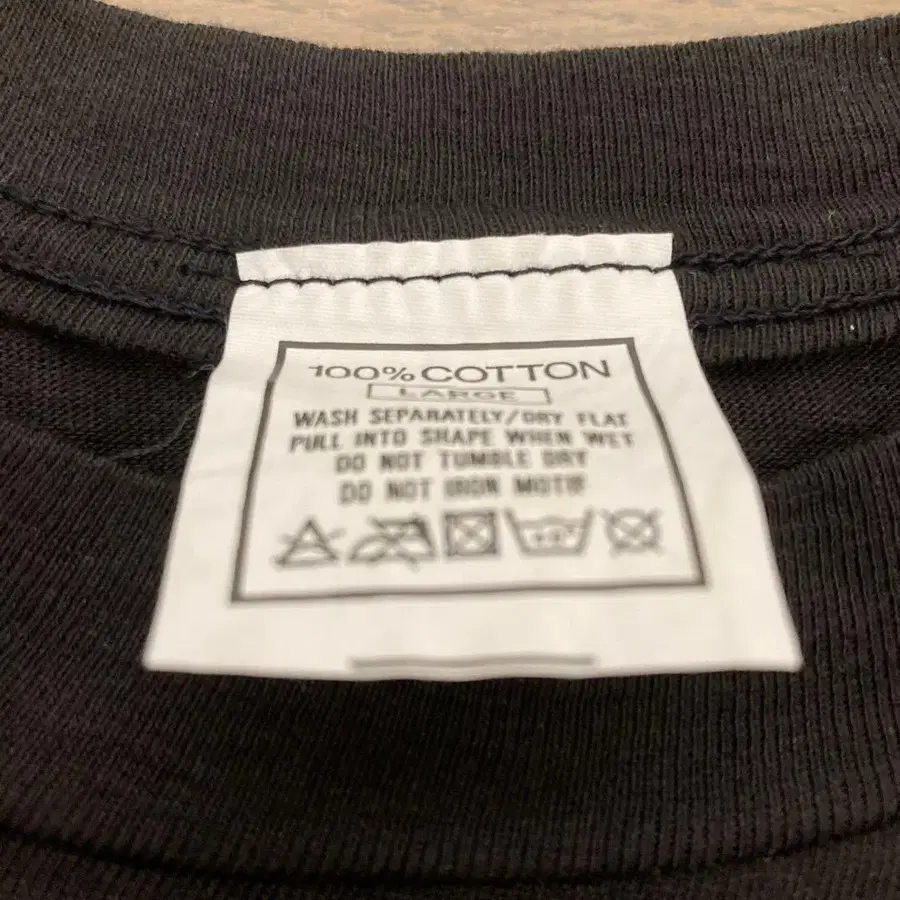 100% COTTON
LARGE
WASH SEPARATELY/DRY FLAT
PULL INTO SHAPE WHEN WET
DO NOT TUMBLE DRY
DO NOT IRON MOTIF